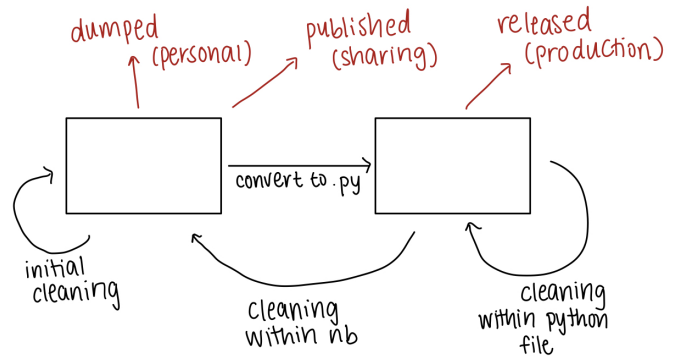 dumped
(personal)
published
(sharing)
released
(production)
convert to .py
initial
cleaning
cleaning
within nb
cleaning
within python
file